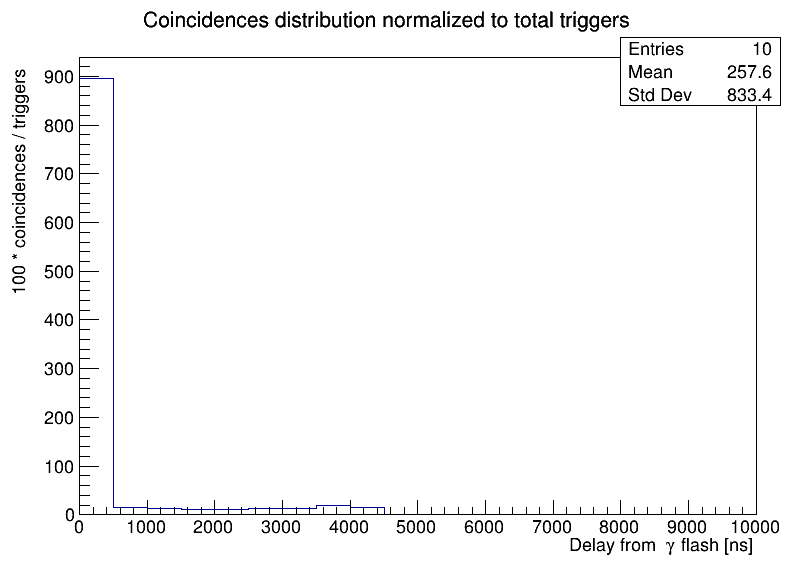 Coincidences distribution normalized to total triggers
Entries 10
Mean 257.6
Std Dev 833.4
100 * coincidences / triggers
900
800
700
600
500
400
300
200
100
0
0 1000 2000 3000 4000 5000 6000 7000 8000 9000 10000
Delay from γ flash [ns]